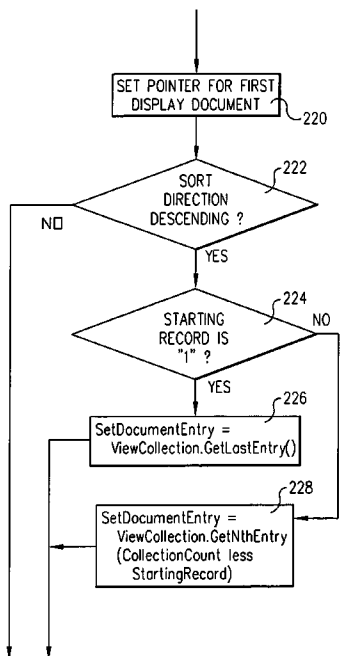 SET POINTER FOR FIRST
DISPLAY DOCUMENT
220
222
SORT
DIRECTION
DESCENDING ?
NO
YES
224
STARTING
RECORD IS
"1" ?
NO
YES
226
SetDocumentEntry =
ViewCollection.GetLastEntry()
228
SetDocumentEntry =
ViewCollection.GetNthEntry
(CollectionCount less
StartingRecord)